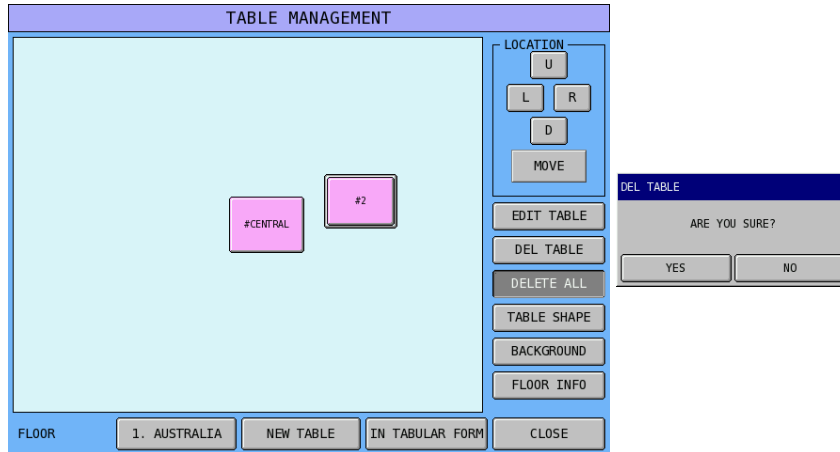 TABLE MANAGEMENT
LOCATION
U
L R
D
MOVE
#2
#CENTRAL
EDIT TABLE
DEL TABLE
DELETE ALL
TABLE SHAPE
BACKGROUND
FLOOR INFO
FLOOR 1. AUSTRALIA NEW TABLE IN TABULAR FORM CLOSE
DEL TABLE
ARE YOU SURE?
YES NO